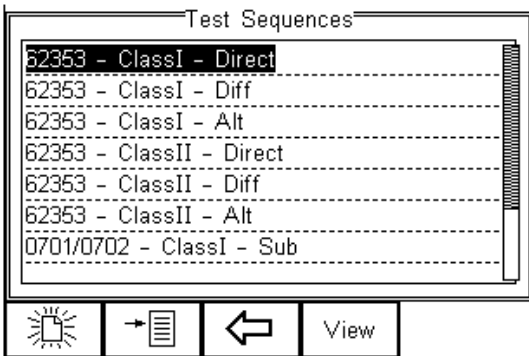 Test Sequences
62353 - ClassI - Direct
62353 - ClassI - Diff
62353 - ClassI - Alt
62353 - ClassII - Direct
62353 - ClassII - Diff
62353 - ClassII - Alt
0701/0702 - ClassI - Sub
View